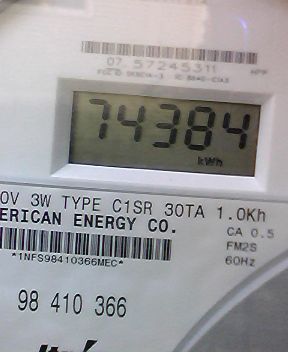 07 57245311
74384
kWh
0V 3W TYPE C1SR 30TA 1.0Kh
ERICAN ENERGY CO.
CA 0.5
FM2S
*1NFS98410366MEC*
60Hz
98 410 366